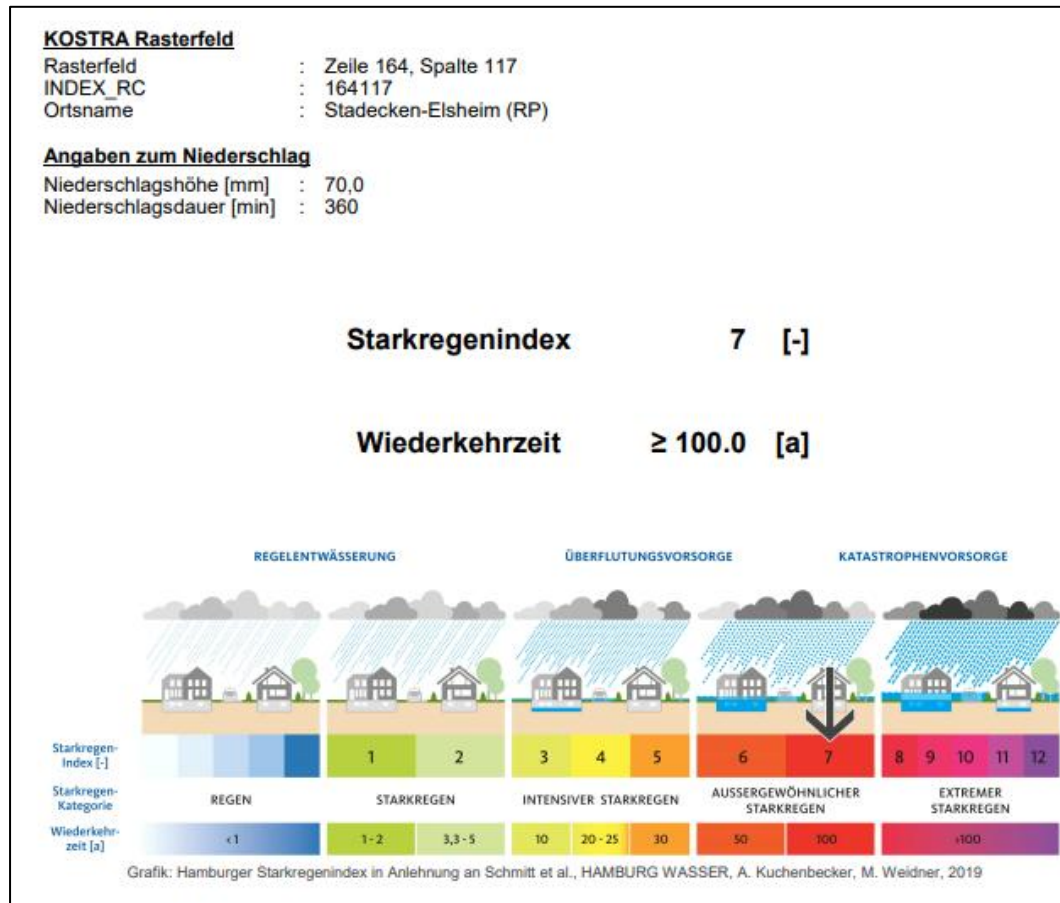 KOSTRA Rasterfeld
Rasterfeld : Zeile 164, Spalte 117
INDEX_RC : 164117
Ortsname : Stadecken-Elsheim (RP)
Angaben zum Niederschlag
Niederschlagshöhe [mm] : 70,0
Niederschlagsdauer [min] : 360
Starkregenindex 7 [-]
Wiederkehrzeit ≥ 100.0 [a]
REGELENTWÄSSERUNG ÜBERFLUTUNGSVORSORGE KATASTROPHENVORSORGE
Starkregen-
Index [-] 1 2 3 4 5 6 7 8 9 10 11 12
Starkregen-
Kategorie REGEN STARKREGEN INTENSIVER STARKREGEN AUSSERGEWÖHNLICHER STARKREGEN EXTREMER STARKREGEN
Wiederkehr-
zeit [a] <1 1 - 2 3,3 - 5 10 20 - 25 30 50 100 >100
Grafik: Hamburger Starkregenindex in Anlehnung an Schmitt et al., HAMBURG WASSER, A. Kuchenbecker, M. Weidner, 2019